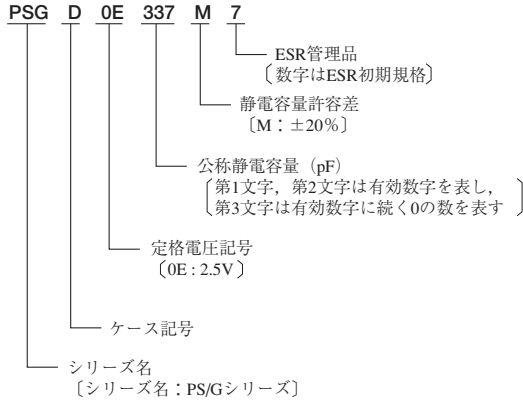 PSG D 0E 337 M 7
ESR管理品
〔数字はESR初期規格〕
静電容量許容差
〔M：±20％〕
公称静電容量（pF）
〔第1文字，第2文字は有効数字を表し，
第3文字は有効数字に続く0の数を表す〕
定格電圧記号
〔0E : 2.5V〕
ケース記号
シリーズ名
〔シリーズ名：PS/Gシリーズ〕